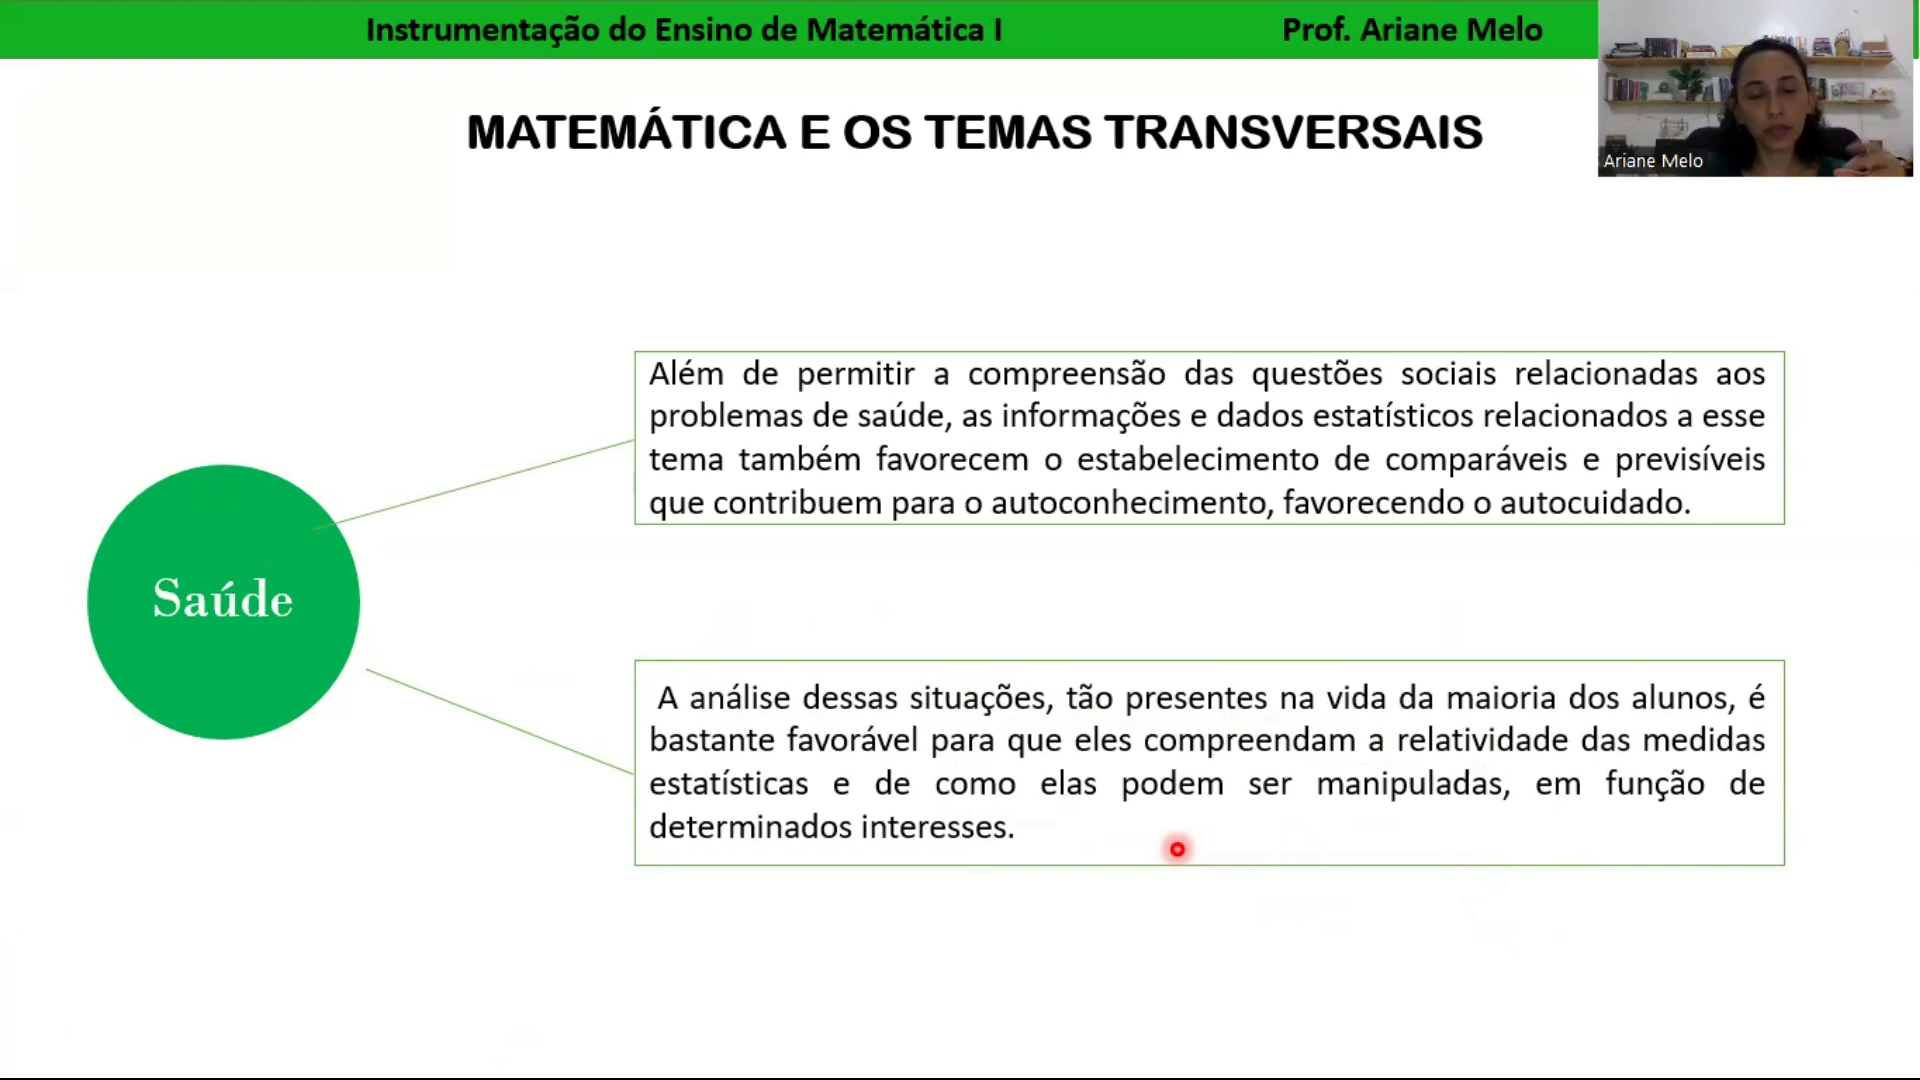 Instrumentação do Ensino de Matemática I
Prof. Ariane Melo
Ariane Melo
MATEMÁTICA E OS TEMAS TRANSVERSAIS
Além de permitir a compreensão das questões sociais relacionadas aos
problemas de saúde, as informações e dados estatísticos relacionados a esse
tema também favorecem o estabelecimento de comparáveis e previsíveis
que contribuem para o autoconhecimento, favorecendo o autocuidado.
Saúde
A análise dessas situações, tão presentes na vida da maioria dos alunos, é
bastante favorável para que eles compreendam a relatividade das medidas
estatísticas e de como elas podem ser manipuladas, em função de
determinados interesses.